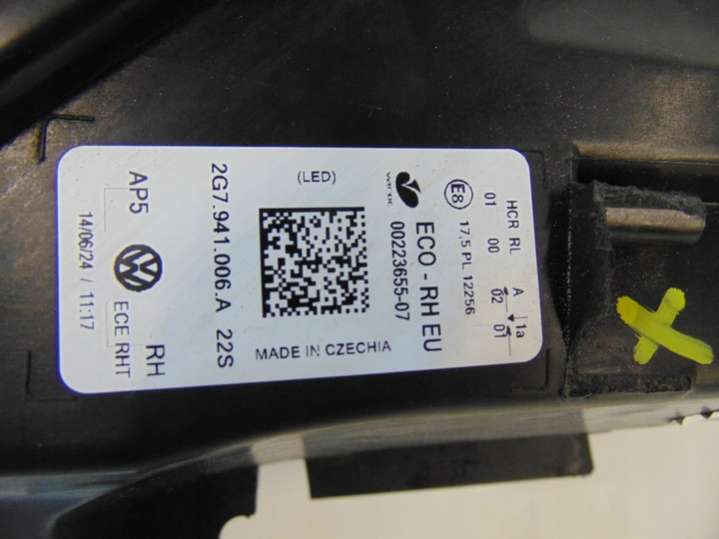 HCR RL A 1a
01 00 02 01
E8 17,5 PL 12256
ECO - RH EU
00223655-07
(LED)
MADE IN CZECHIA
2G7.941.006.A 22S
AP5 RH
ECE RHT
14/06/24 / 11:17